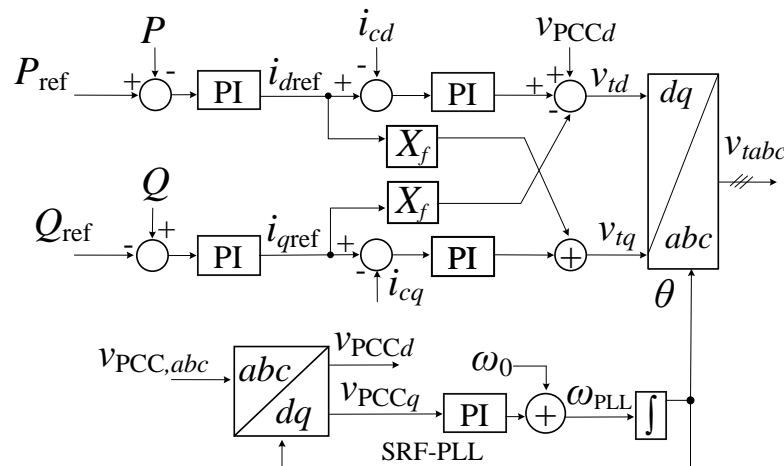 P
i_cd
v_PCCd
P_ref
+
-
PI
i_dref
+
-
PI
+
+
-
v_td
dq
X_f
v_tabc
Q
X_f
Q_ref
-
+
PI
i_qref
+
-
PI
+
v_tq
abc
i_cq
θ
v_PCC,abc
abc
v_PCCd
ω_0
dq
v_PCCq
PI
+
ω_PLL
∫
SRF-PLL